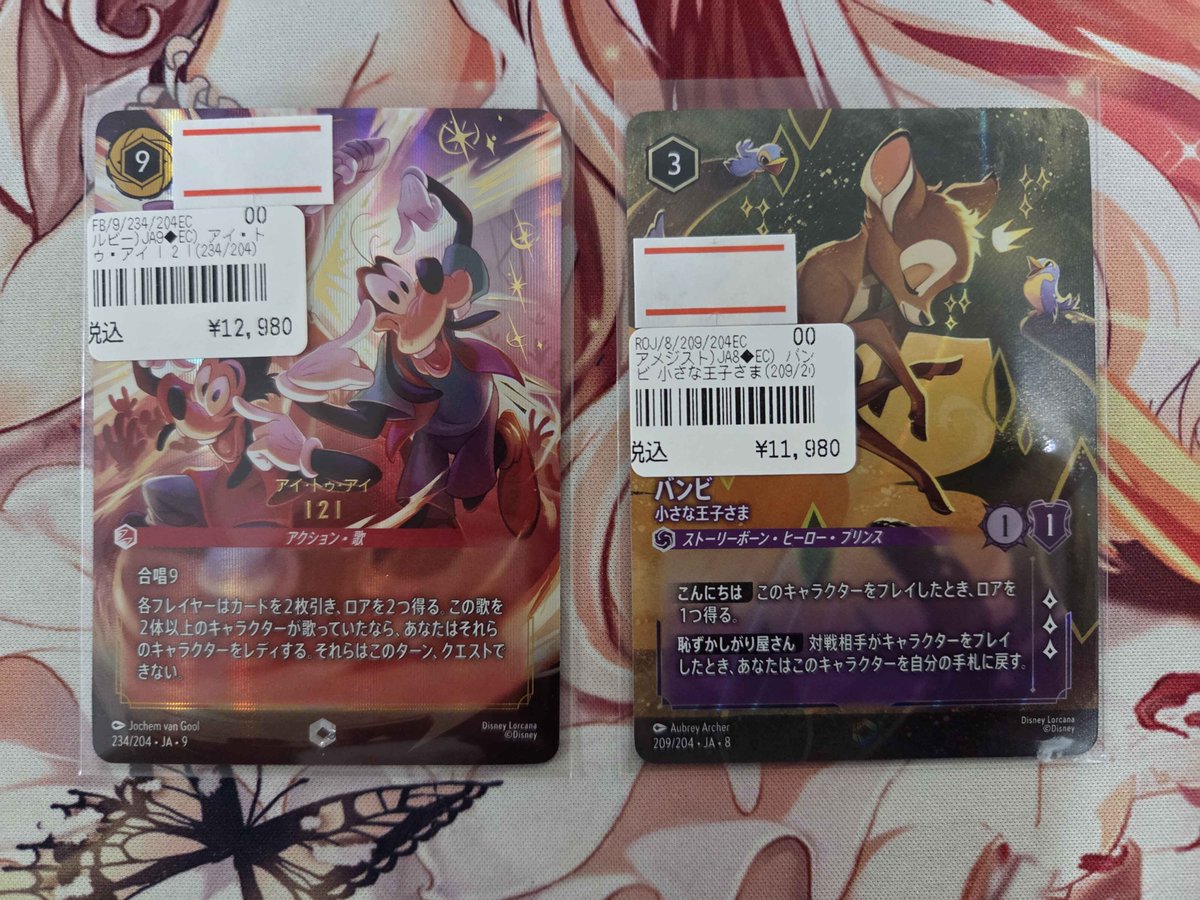 9
FB/9/234/204EC 00
ルビー)JA9◆EC) アイ・ト
ゥ・アイ I 2 I(234/204)
税込 ¥12,980
アイ・トゥ・アイ
I2I
アクション・歌
合唱9
各プレイヤーはカードを2枚引き、ロアを2つ得る。この歌を
2体以上のキャラクターが歌っていたなら、あなたはそれら
のキャラクターをレディする。それらはこのターン、クエストで
きない。
Jochem van Gool
234/204・JA・9
Disney Lorcana
©Disney
3
ROJ/8/209/204EC 00
アメジスト)JA8◆EC) バン
ビ 小さな王子さま(209/2
税込 ¥11,980
バンビ
小さな王子さま
ストーリーボーン・ヒーロー・プリンス
1 1
こんにちは このキャラクターをプレイしたとき、ロアを
1つ得る。
恥ずかしがり屋さん 対戦相手がキャラクターをプレイ
したとき、あなたはこのキャラクターを自分の手札に戻す。
Aubrey Archer
209/204・JA・8
Disney Lorcana
©Disney